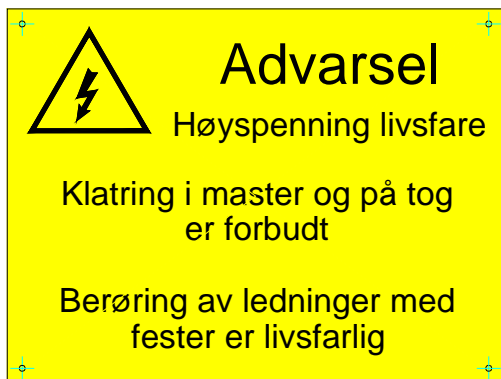 Advarsel
Høyspenning livsfare
Klatring i master og på tog
er forbudt
Berøring av ledninger med
fester er livsfarlig